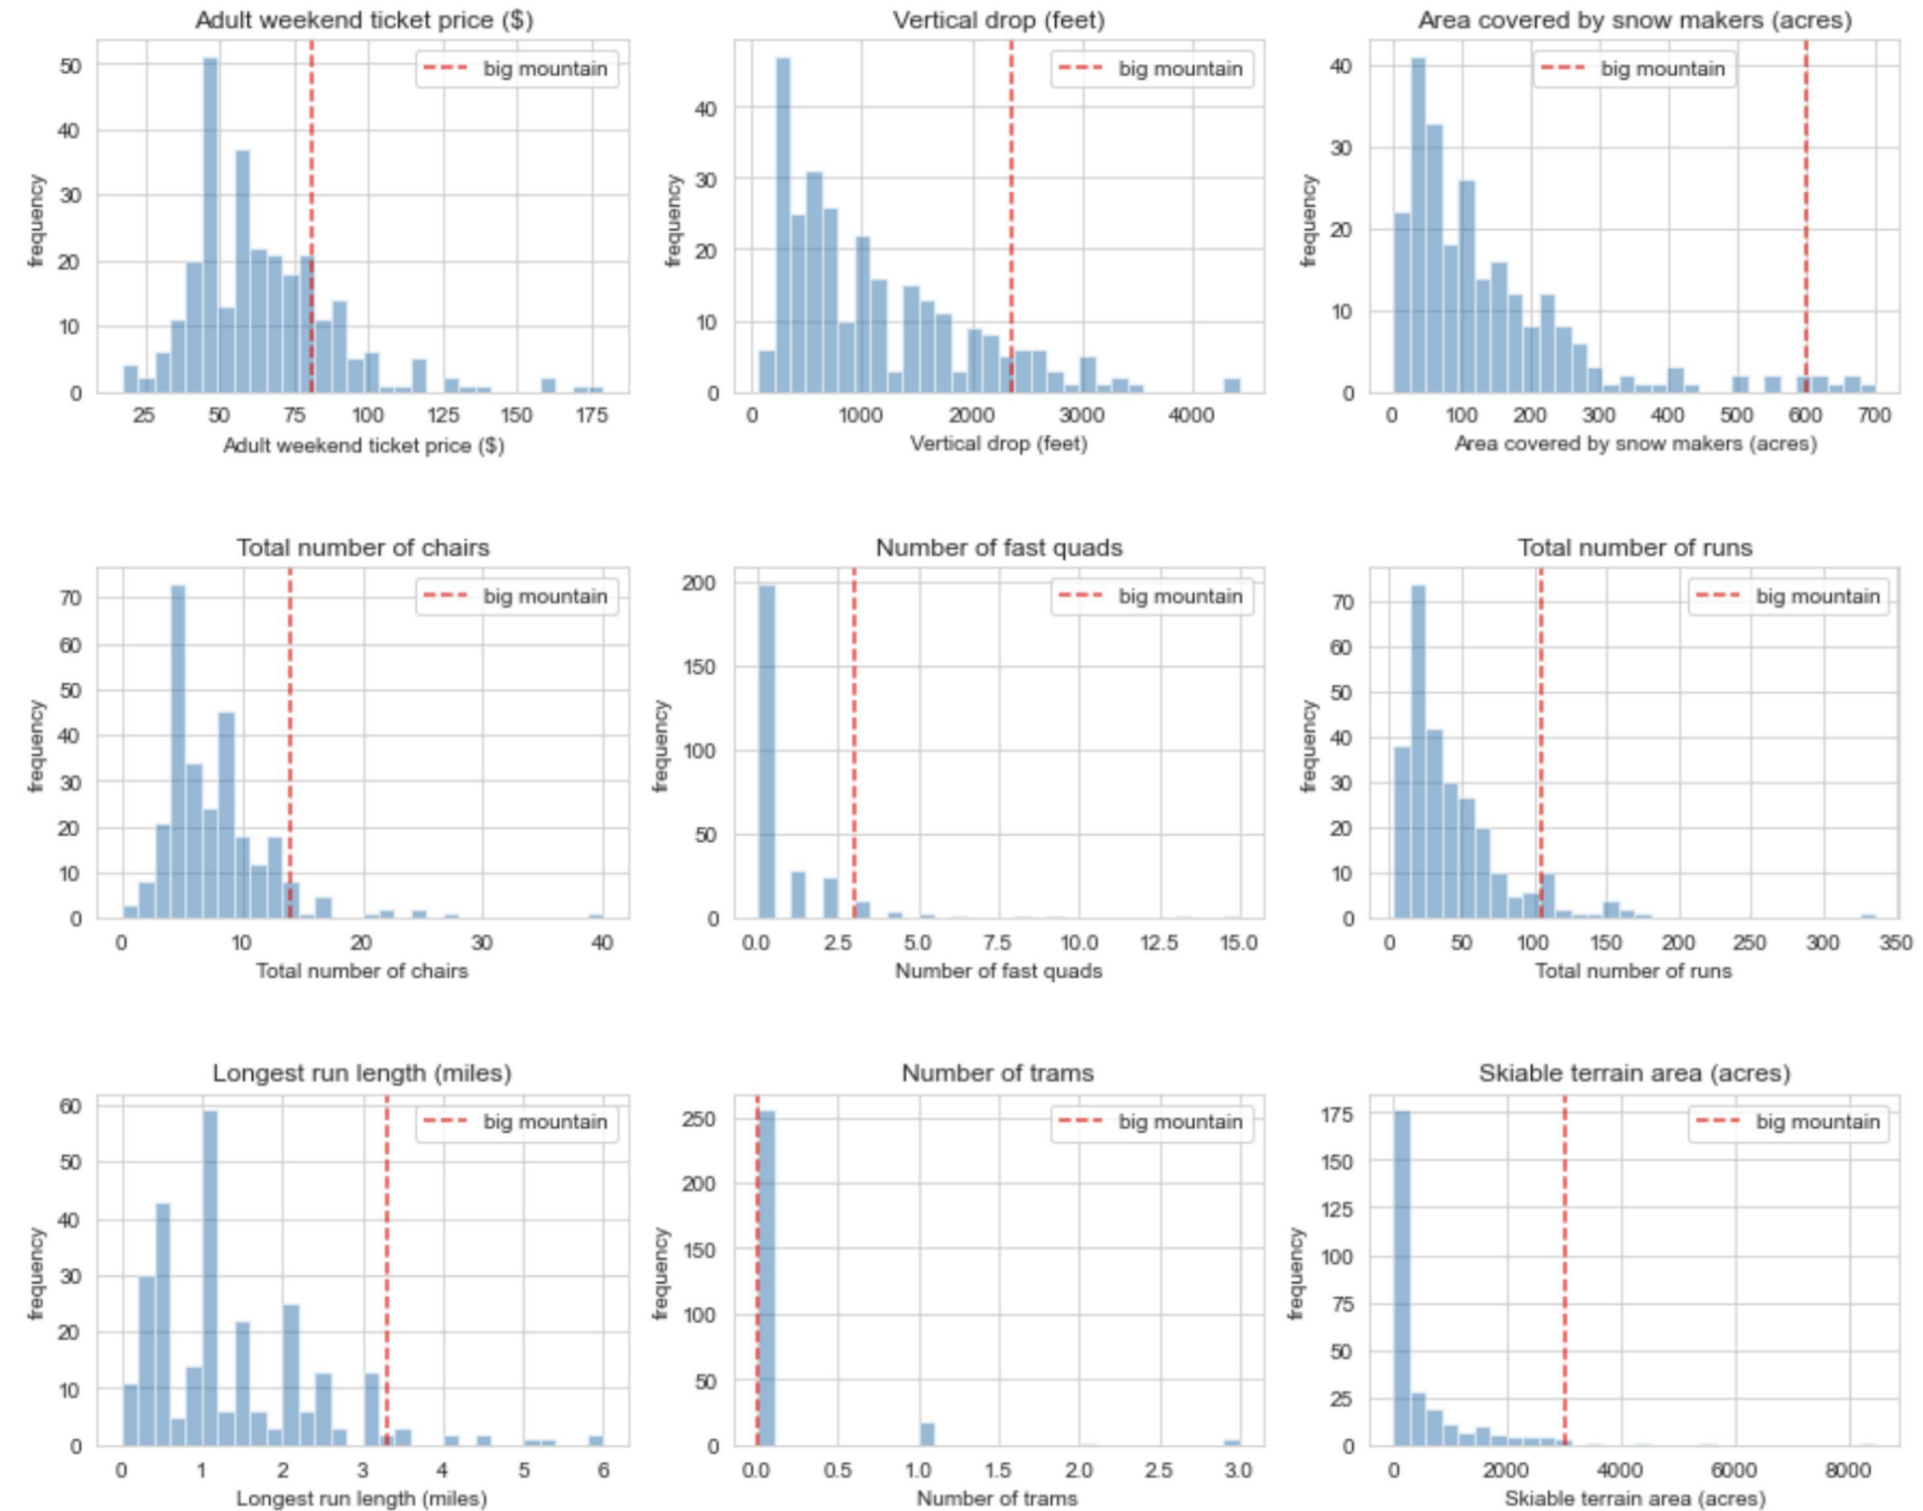 Adult weekend ticket price ($)
big mountain
frequency
50
40
30
20
10
0
25 50 75 100 125 150 175
Adult weekend ticket price ($)
Vertical drop (feet)
big mountain
frequency
40
30
20
10
0
0 1000 2000 3000 4000
Vertical drop (feet)
Area covered by snow makers (acres)
big mountain
frequency
40
30
20
10
0
0 100 200 300 400 500 600 700
Area covered by snow makers (acres)
Total number of chairs
big mountain
frequency
70
60
50
40
30
20
10
0
0 10 20 30 40
Total number of chairs
Number of fast quads
big mountain
frequency
200
150
100
50
0
0.0 2.5 5.0 7.5 10.0 12.5 15.0
Number of fast quads
Total number of runs
big mountain
frequency
70
60
50
40
30
20
10
0
0 50 100 150 200 250 300 350
Total number of runs
Longest run length (miles)
big mountain
frequency
60
50
40
30
20
10
0
0 1 2 3 4 5 6
Longest run length (miles)
Number of trams
big mountain
frequency
250
200
150
100
50
0
0.0 0.5 1.0 1.5 2.0 2.5 3.0
Number of trams
Skiable terrain area (acres)
big mountain
frequency
175
150
125
100
75
50
25
0
0 2000 4000 6000 8000
Skiable terrain area (acres)